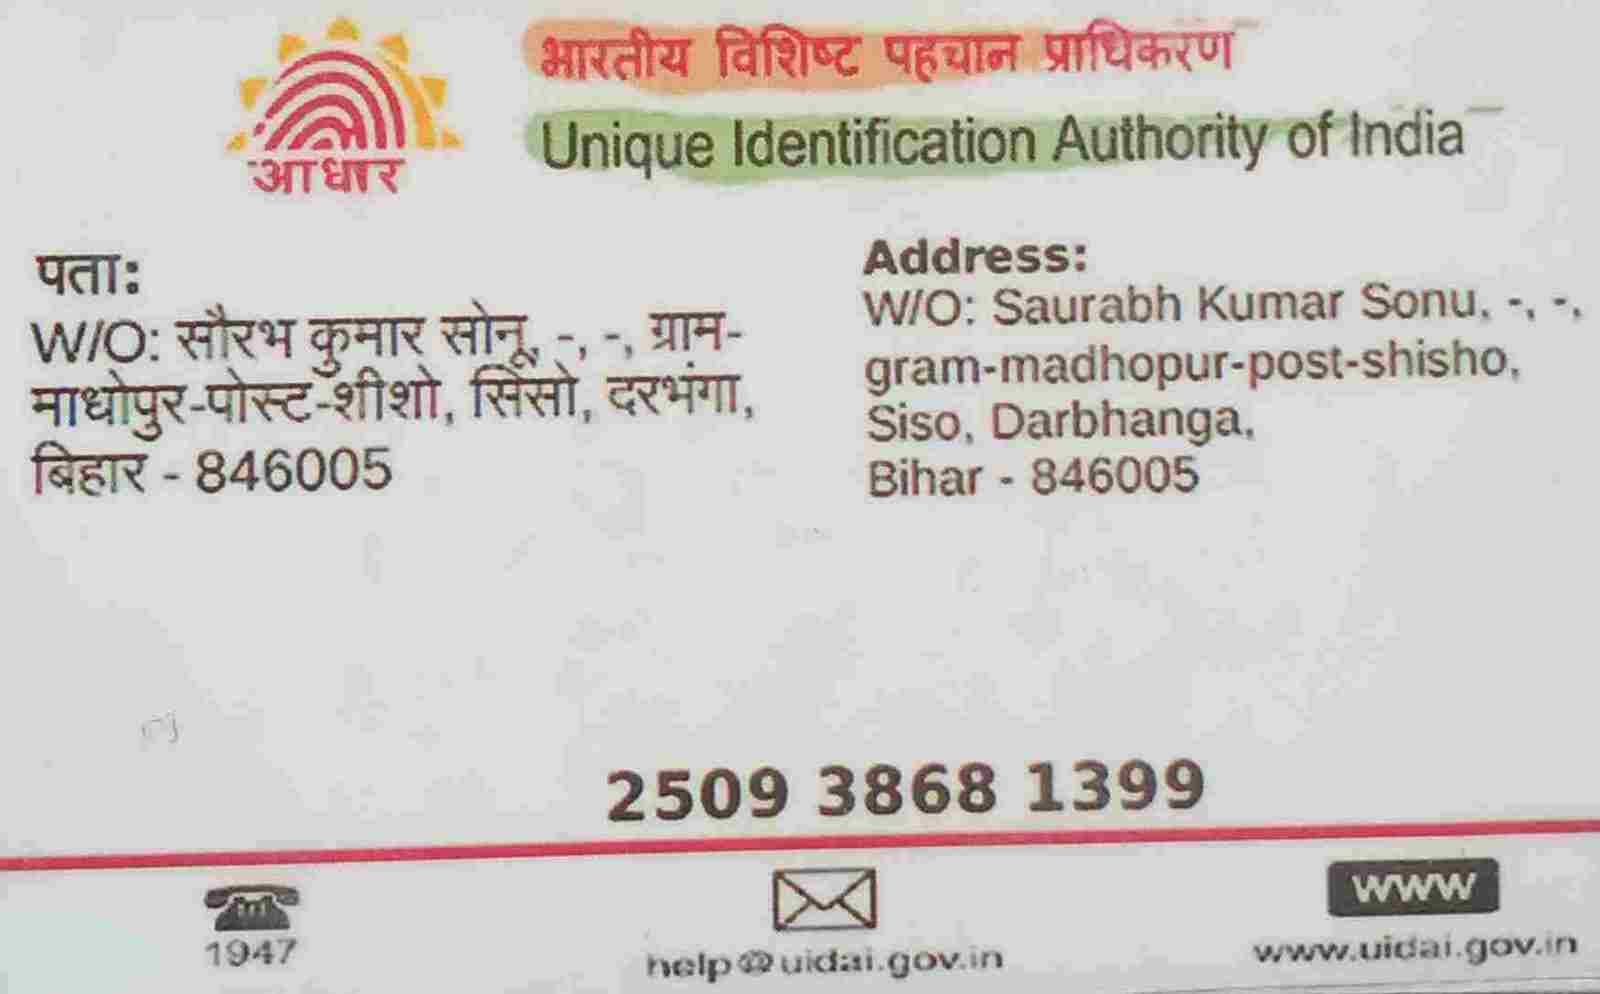 आधार
भारतीय विशिष्ट पहचान प्राधिकरण
Unique Identification Authority of India
पता:
W/O: सौरभ कुमार सोनू, -, -, ग्राम-
माधोपुर-पोस्ट-शीशो, सिसो, दरभंगा,
बिहार - 846005
Address:
W/O: Saurabh Kumar Sonu, -, -,
gram-madhopur-post-shisho,
Siso, Darbhanga,
Bihar - 846005
2509 3868 1399
1947
help@uidai.gov.in
www
www.uidai.gov.in